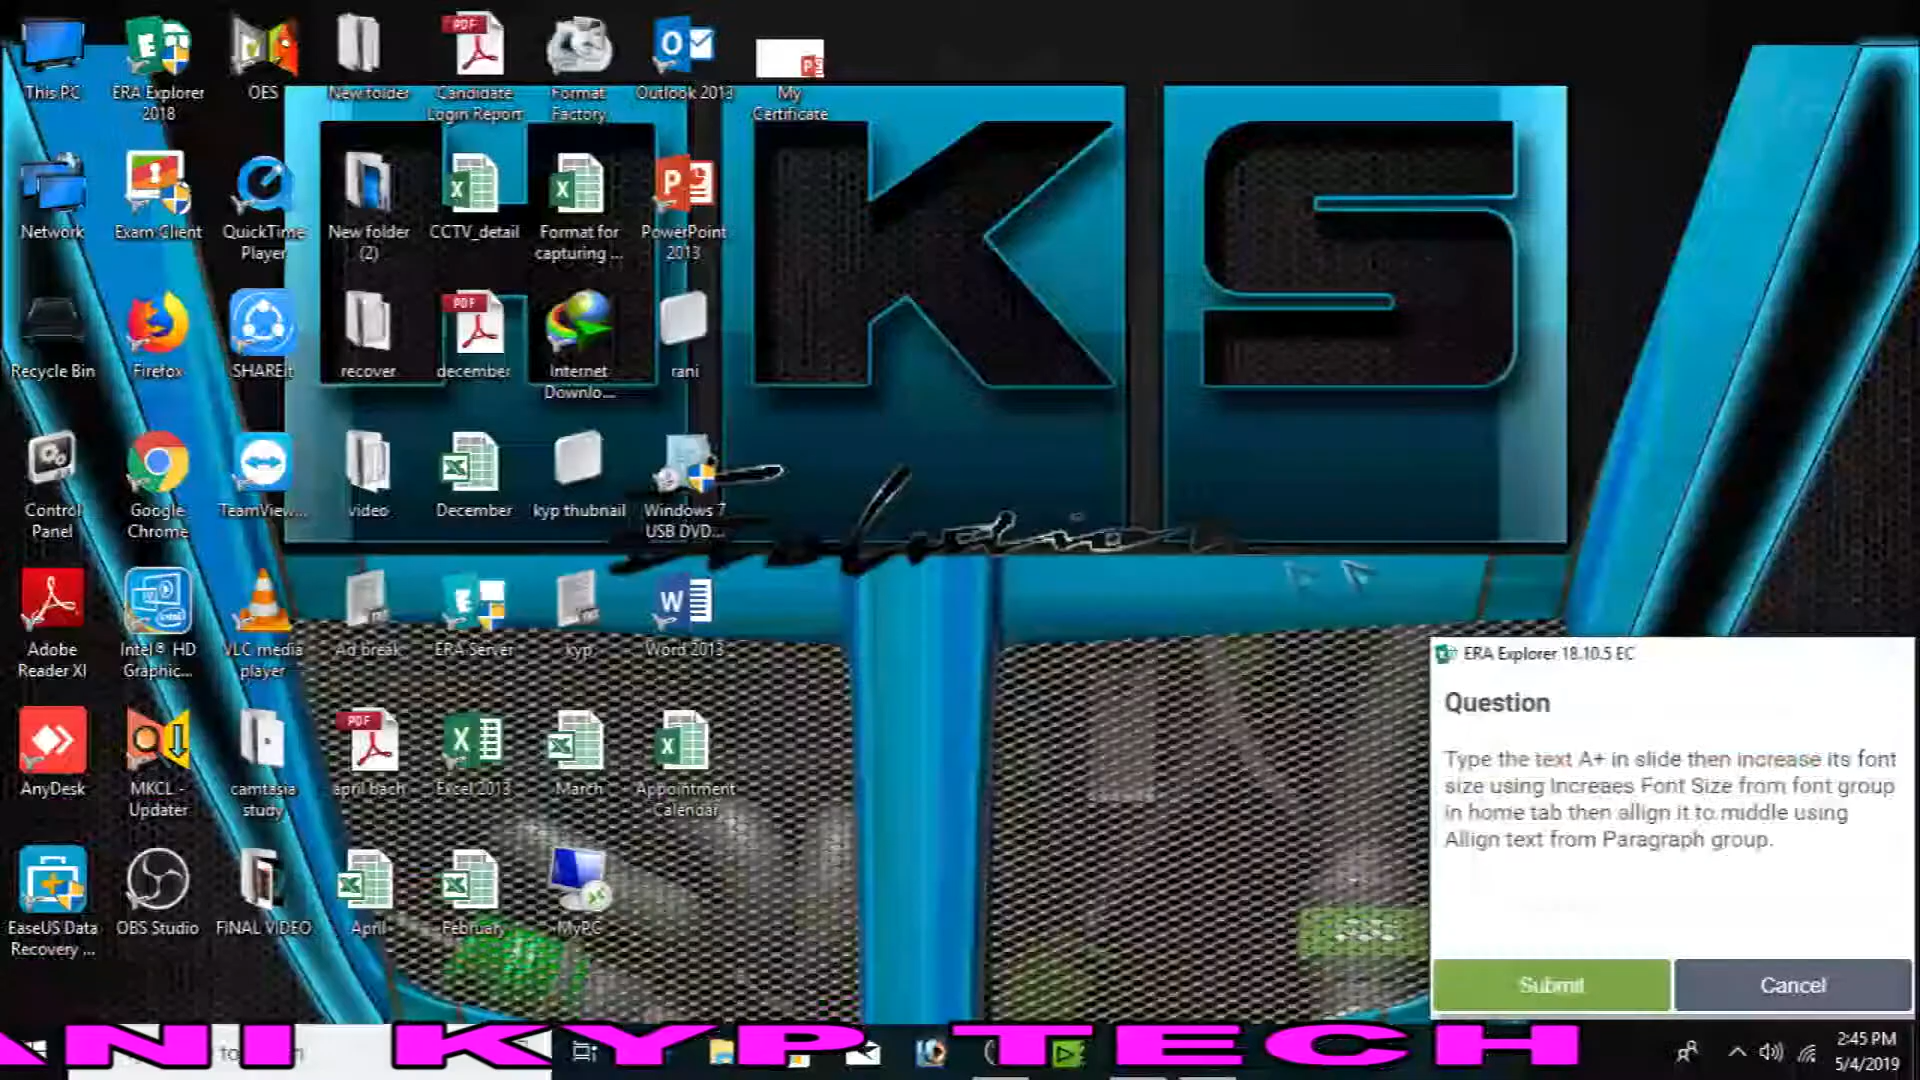 This PC
ERA Explorer
2018
OES
New folder
Candidate
Login Report
Format
Factory
Outlook 2013
My
Certificate
Network
Exam Client
QuickTime
Player
New folder
(2)
CCTV_detail
Format for
capturing ...
PowerPoint
2013
Recycle Bin
Firefox
SHAREit
recover
december
Internet
Downlo...
rani
Control
Panel
Google
Chrome
TeamView...
video
December
kyp thubnail
Windows 7
USB DVD...
Adobe
Reader XI
Intel® HD
Graphic...
VLC media
player
Ad break
ERA Server
kyp
Word 2013
AnyDesk
MKCL -
Updater
camtasia
study
april bach
Excel 2013
March
Appointment
Calendar
EaseUS Data
Recovery ...
OBS Studio
FINAL VIDEO
April
February
MyPC
HKS
Evolution
ERA Explorer 18.10.5 EC
Question
Type the text A+ in slide then increase its font
size using Increaes Font Size from font group
in home tab then allign it to middle using
Allign text from Paragraph group.
Submit
Cancel
ANI KYP TECH
2:45 PM
5/4/2019